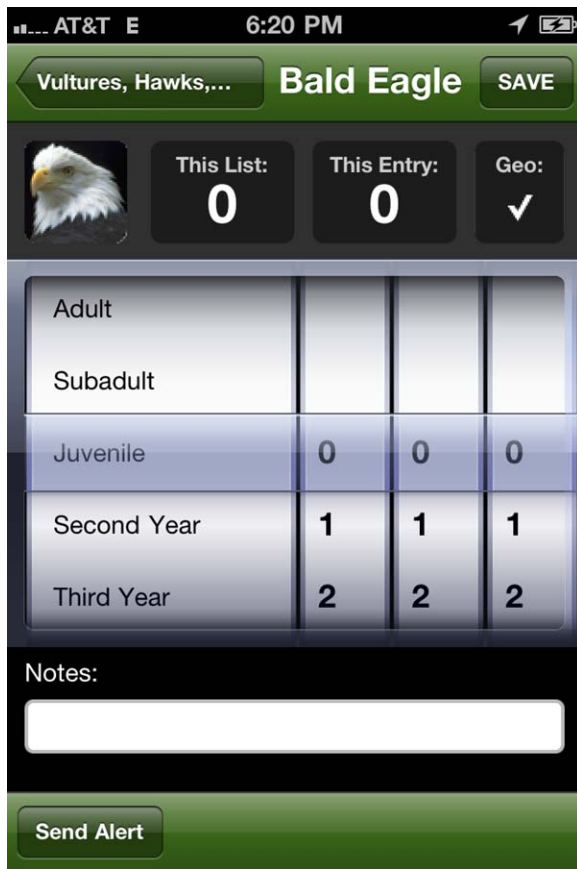 AT&T E 6:20 PM
Vultures, Hawks,... Bald Eagle SAVE
This List: This Entry: Geo:
0 0 ✓
Adult
Subadult
Juvenile 0 0 0
Second Year 1 1 1
Third Year 2 2 2
Notes:
Send Alert